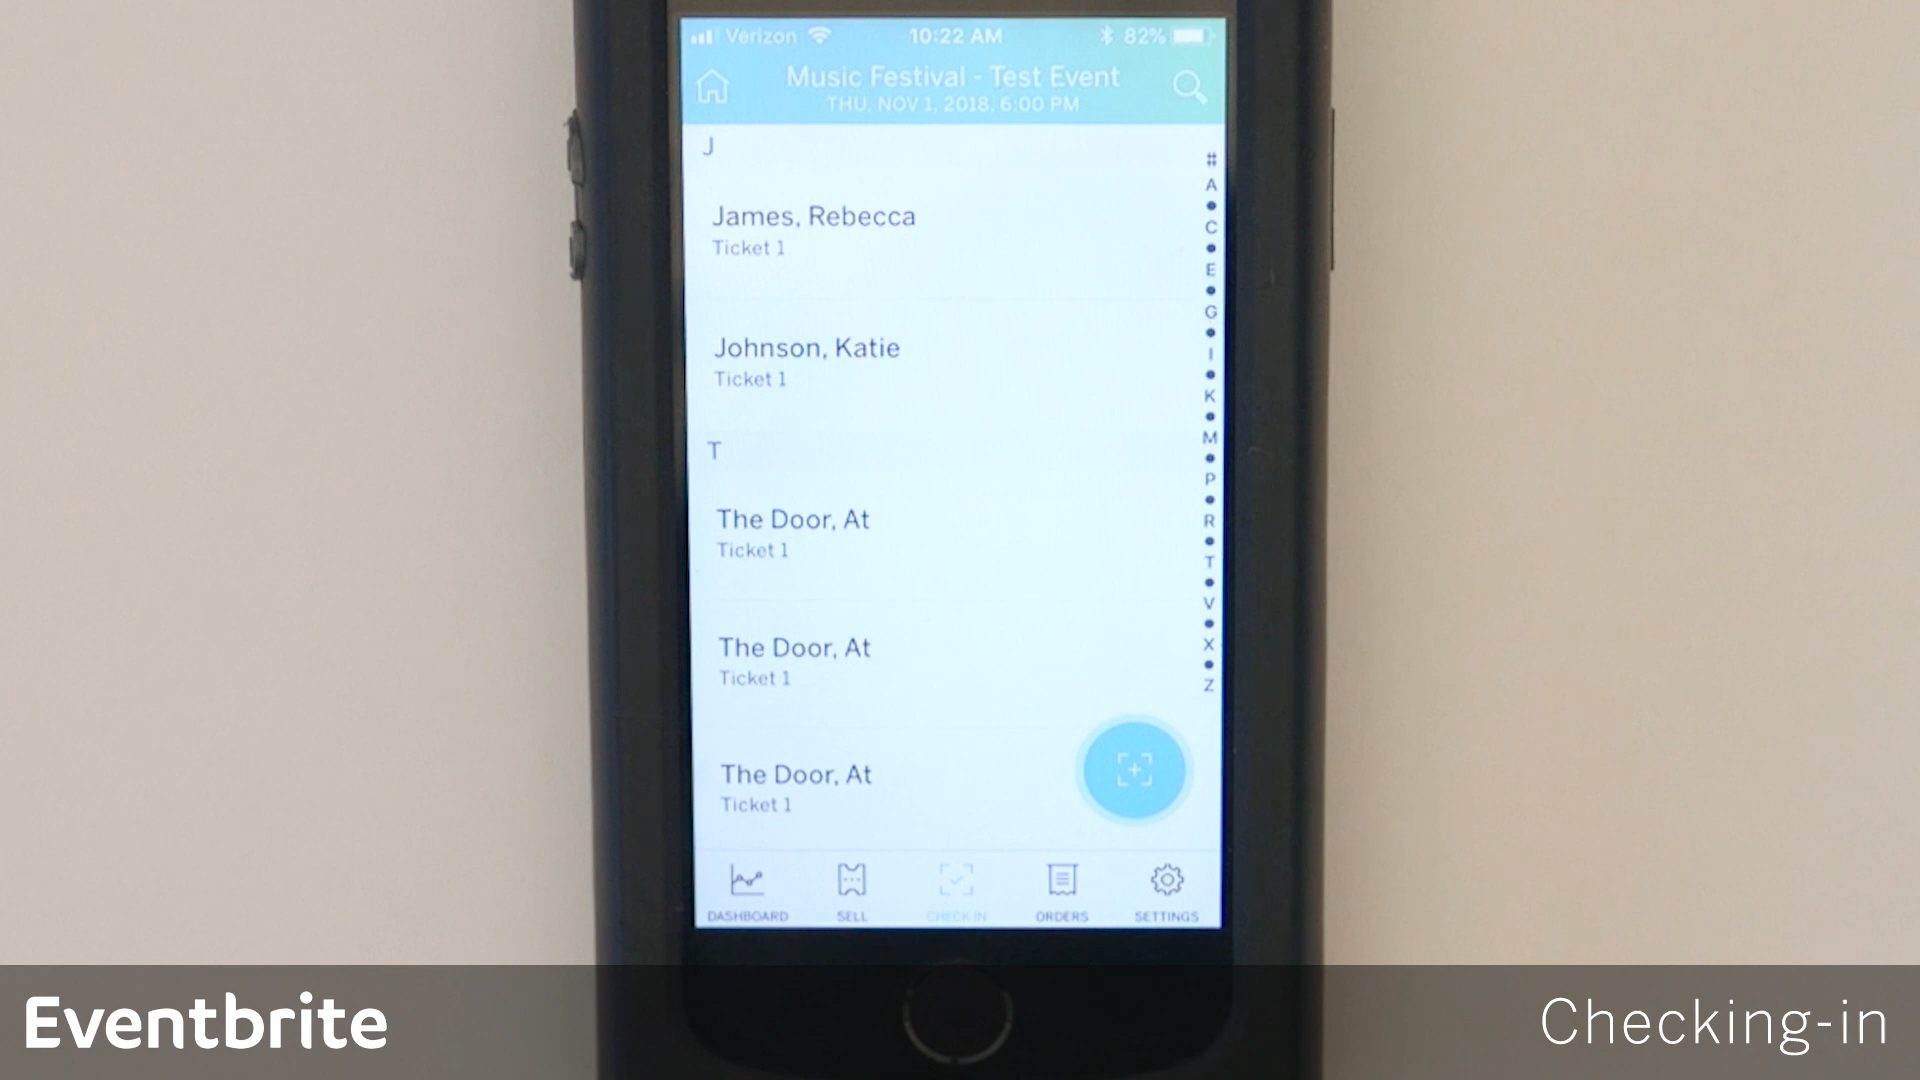 Verizon 10:22 AM 82%
Music Festival - Test Event
THU, NOV 1, 2018, 6:00 PM
J
James, Rebecca
Ticket 1
Johnson, Katie
Ticket 1
T
The Door, At
Ticket 1
The Door, At
Ticket 1
The Door, At
Ticket 1
#
A
C
E
G
I
K
M
P
R
T
V
X
Z
DASHBOARD SELL CHECK IN ORDERS SETTINGS
Eventbrite Checking-in